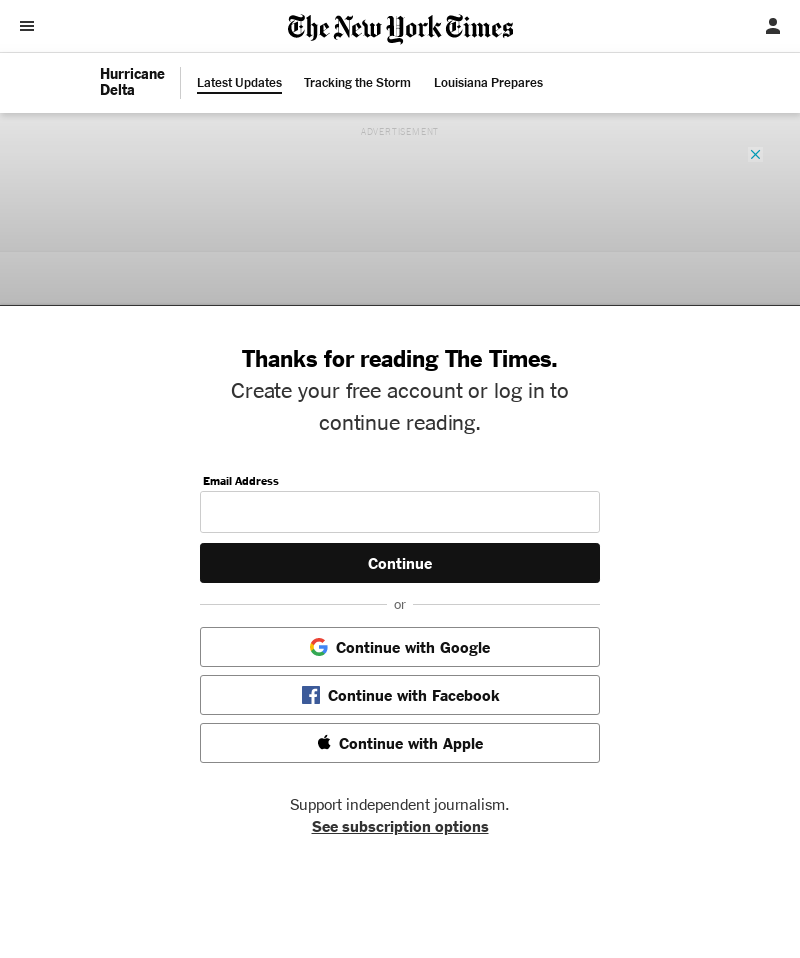 The New York Times
Hurricane
Delta
Latest Updates
Tracking the Storm
Louisiana Prepares
ADVERTISEMENT
Thanks for reading The Times.
Create your free account or log in to
continue reading.
Email Address
Continue
or
Continue with Google
Continue with Facebook
Continue with Apple
Support independent journalism.
See subscription options